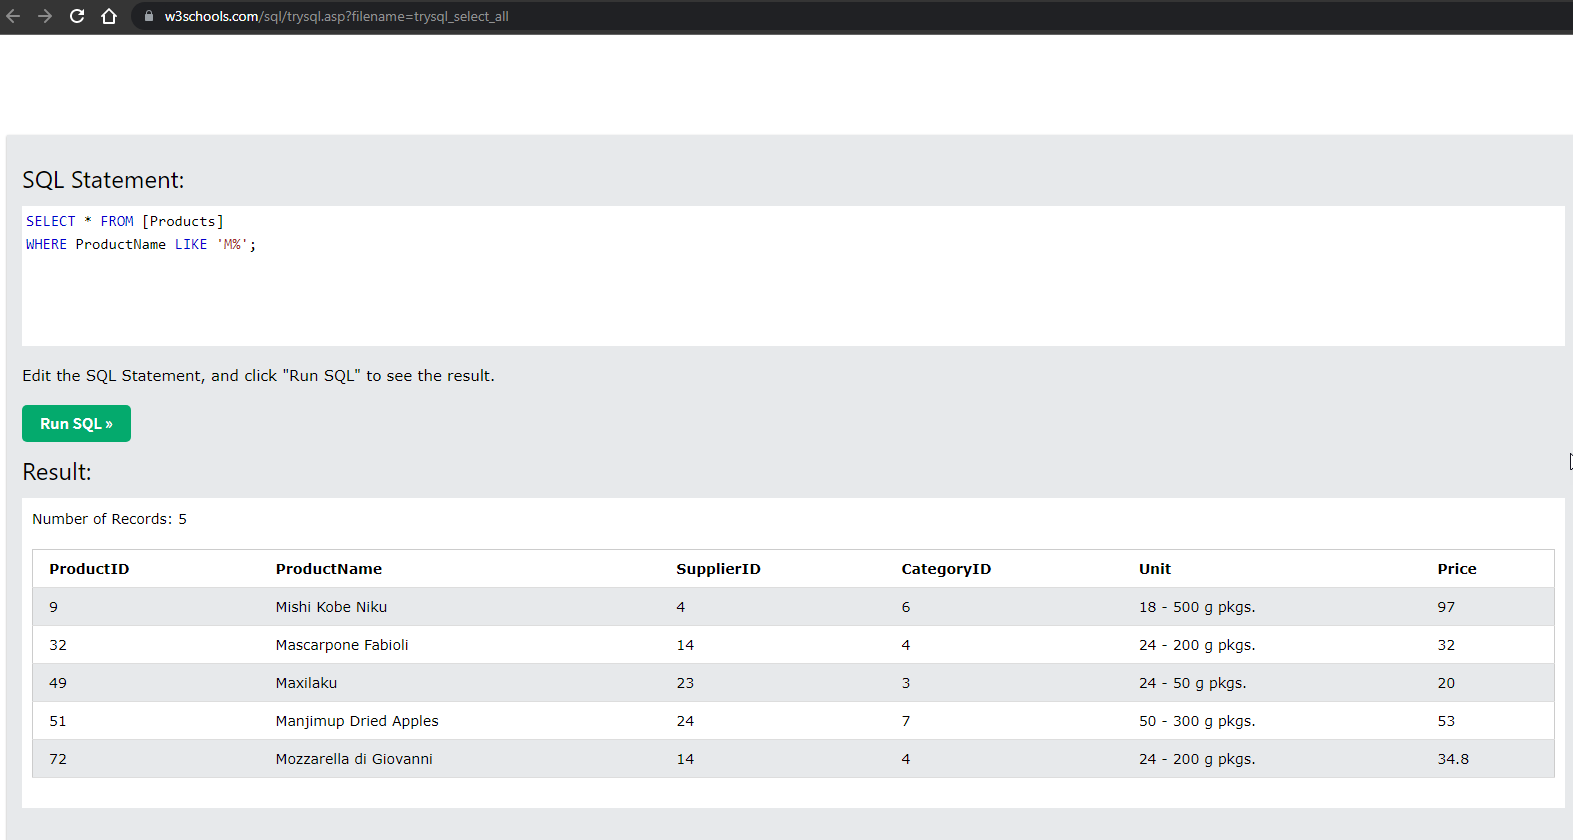 w3schools.com/sql/trysql.asp?filename=trysql_select_all
SQL Statement:
SELECT * FROM [Products]
WHERE ProductName LIKE 'M%';
Edit the SQL Statement, and click "Run SQL" to see the result.
Run SQL »
Result:
Number of Records: 5
ProductID ProductName SupplierID CategoryID Unit Price
9 Mishi Kobe Niku 4 6 18 - 500 g pkgs. 97
32 Mascarpone Fabioli 14 4 24 - 200 g pkgs. 32
49 Maxilaku 23 3 24 - 50 g pkgs. 20
51 Manjimup Dried Apples 24 7 50 - 300 g pkgs. 53
72 Mozzarella di Giovanni 14 4 24 - 200 g pkgs. 34.8